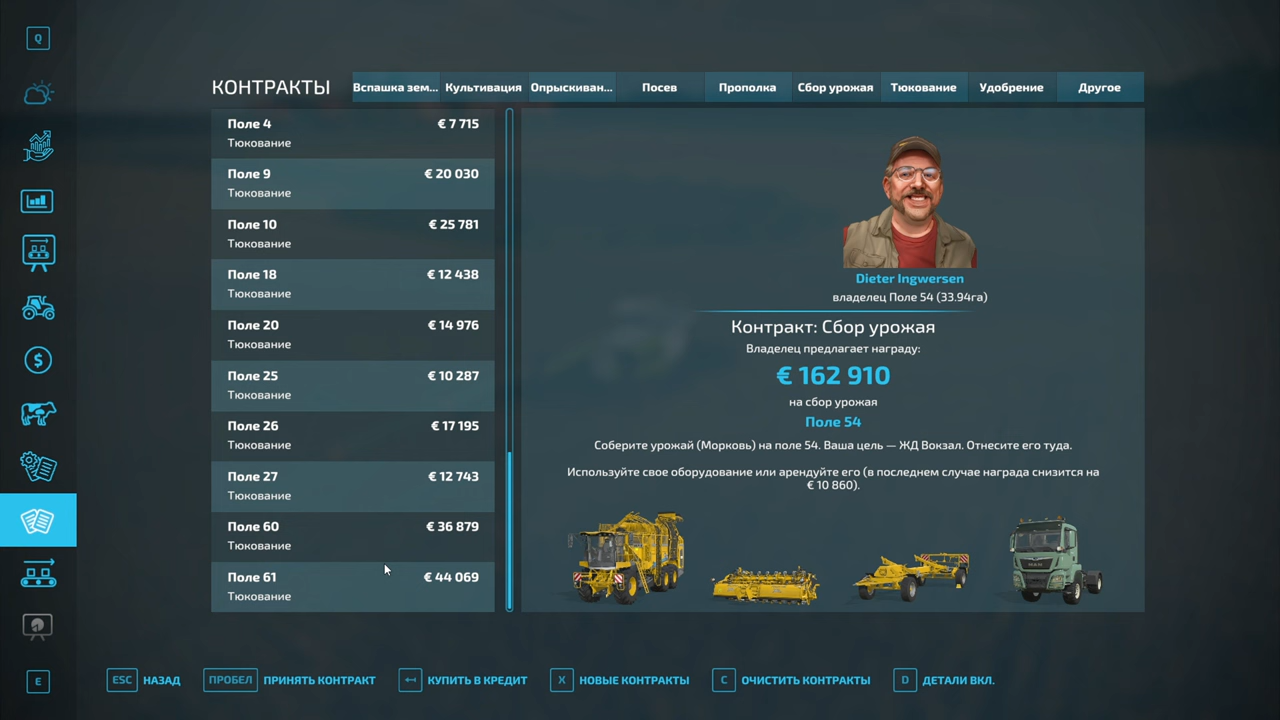 Q
КОНТРАКТЫ
Вспашка зем...
Культивация
Опрыскиван...
Посев
Прополка
Сбор урожая
Тюкование
Удобрение
Другое
Поле 4 € 7 715
Тюкование
Поле 9 € 20 030
Тюкование
Поле 10 € 25 781
Тюкование
Поле 18 € 12 438
Тюкование
Поле 20 € 14 976
Тюкование
Поле 25 € 10 287
Тюкование
Поле 26 € 17 195
Тюкование
Поле 27 € 12 743
Тюкование
Поле 60 € 36 879
Тюкование
Поле 61 € 44 069
Тюкование
Dieter Ingwersen
владелец Поле 54 (33.94га)
Контракт: Сбор урожая
Владелец предлагает награду:
€ 162 910
на сбор урожая
Поле 54
Соберите урожай (Морковь) на поле 54. Ваша цель — ЖД Вокзал. Отнесите его туда.
Используйте свое оборудование или арендуйте его (в последнем случае награда снизится на
€ 10 860).
E
ESC НАЗАД
ПРОБЕЛ ПРИНЯТЬ КОНТРАКТ
КУПИТЬ В КРЕДИТ
X НОВЫЕ КОНТРАКТЫ
C ОЧИСТИТЬ КОНТРАКТЫ
D ДЕТАЛИ ВКЛ.